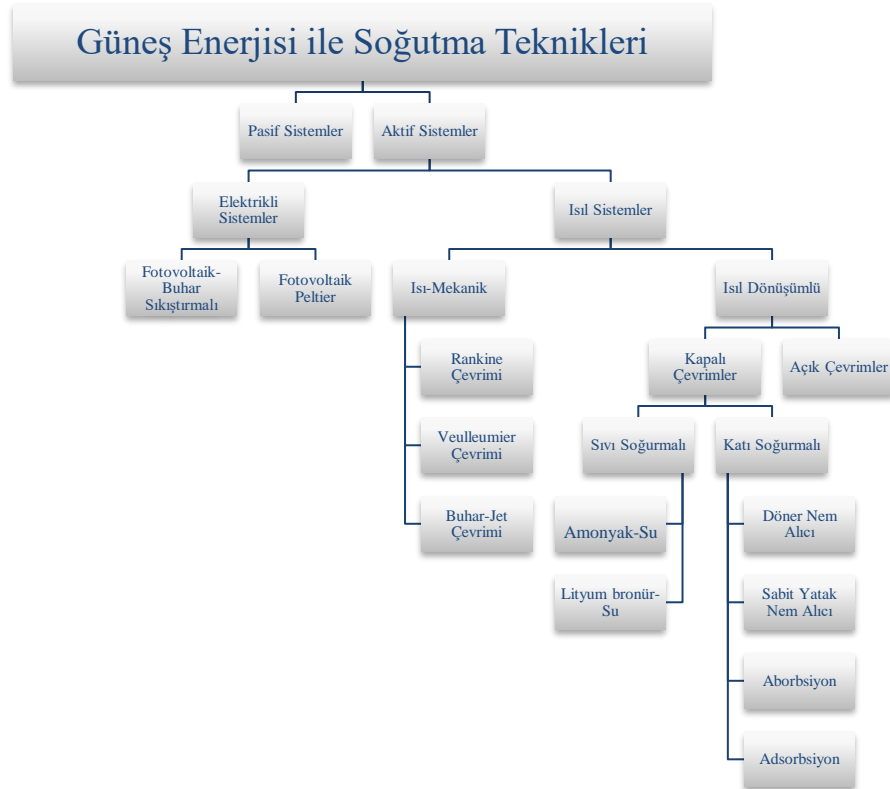 Güneş Enerjisi ile Soğutma Teknikleri
Pasif Sistemler
Aktif Sistemler
Elektrikli
Sistemler
Isıl Sistemler
Fotovoltaik-
Buhar
Sıkıştırmalı
Fotovoltaik
Peltier
Isı-Mekanik
Isıl Dönüşümlü
Rankine
Çevrimi
Kapalı
Çevrimler
Açık Çevrimler
Veulleumier
Çevrimi
Sıvı Soğurmalı
Katı Soğurmalı
Buhar-Jet
Çevrimi
Amonyak-Su
Döner Nem
Alıcı
Lityum bronür-
Su
Sabit Yatak
Nem Alıcı
Aborbsiyon
Adsorbsiyon